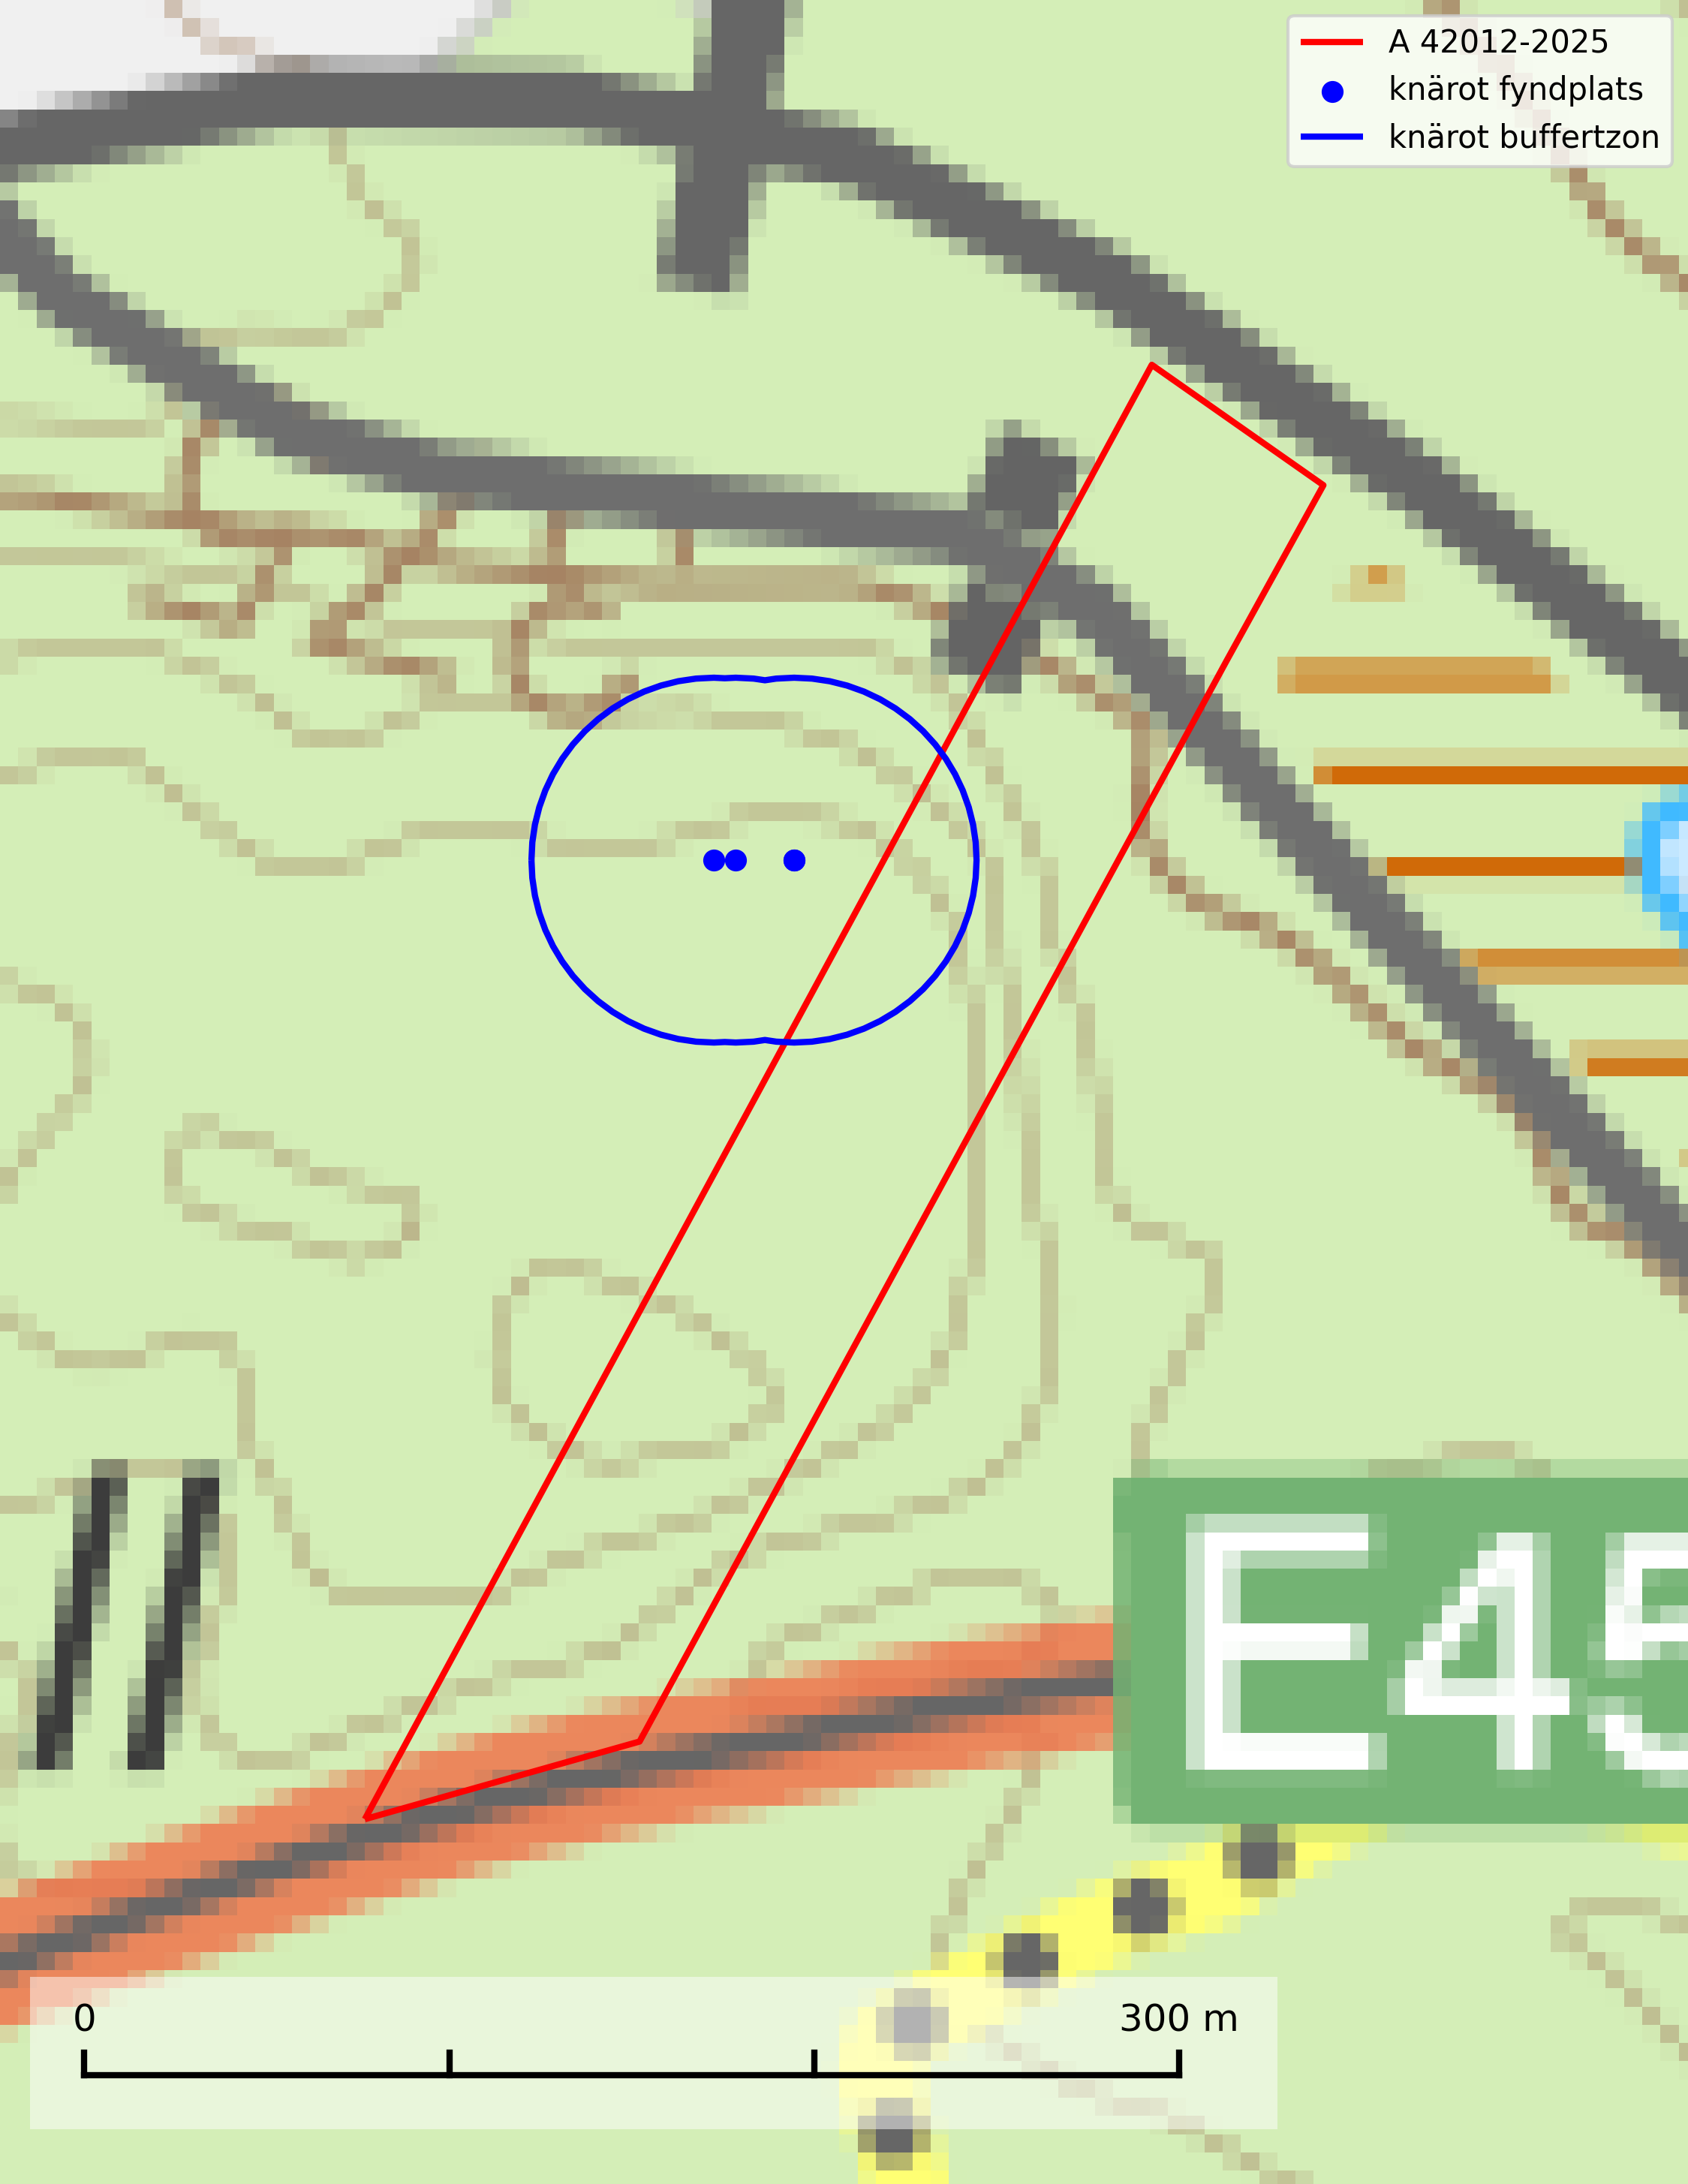 A 42012-2025
knärot fyndplats
knärot buffertzon
E45
0 300 m